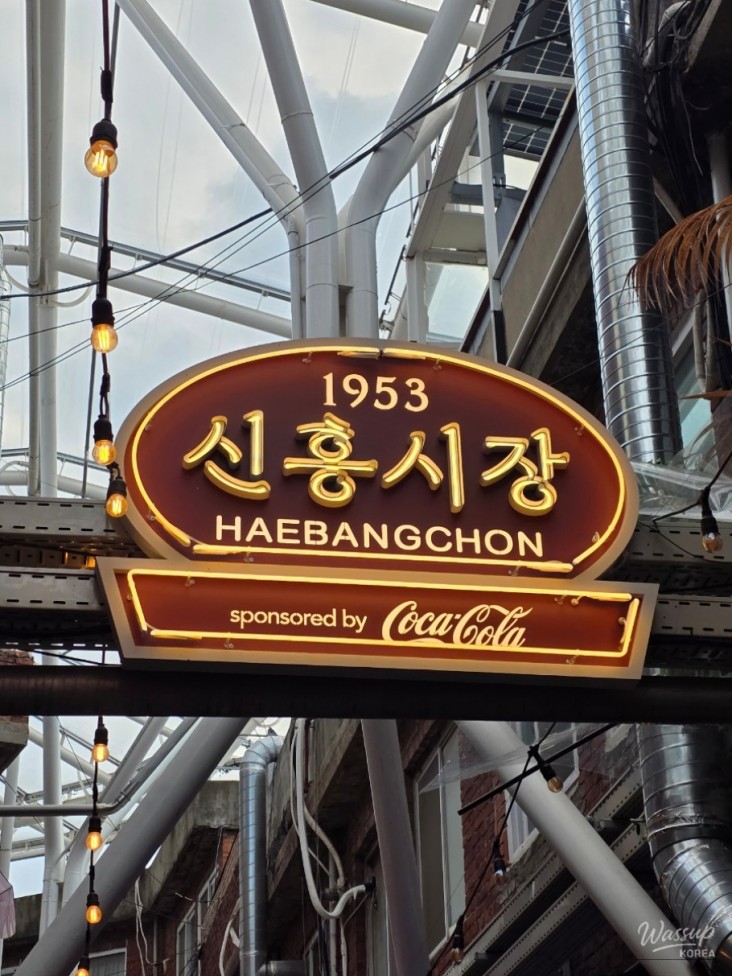 1953
신흥시장
HAEBANGCHON
sponsored by Coca-Cola
Wassup
KOREA